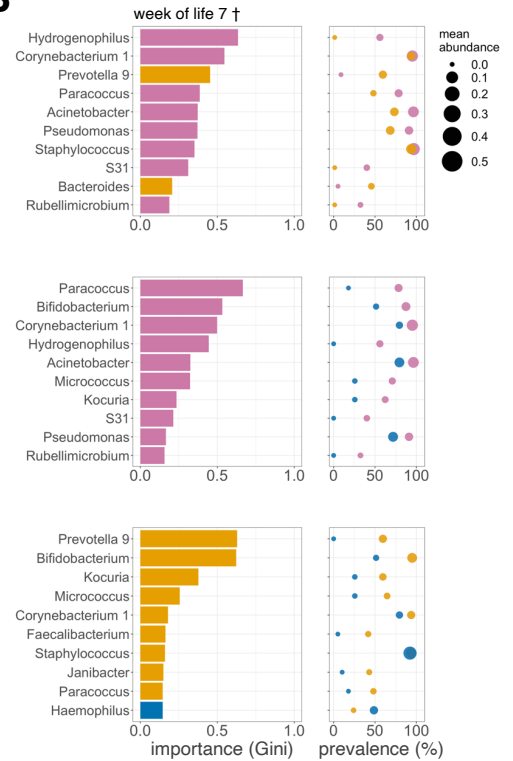 week of life 7 †
Hydrogenophilus
Corynebacterium 1
Prevotella 9
Paracoccus
Acinetobacter
Pseudomonas
Staphylococcus
S31
Bacteroides
Rubellimicrobium
0.0 0.5 1.0
0 50 100
mean
abundance
0.0
0.1
0.2
0.3
0.4
0.5
Paracoccus
Bifidobacterium
Corynebacterium 1
Hydrogenophilus
Acinetobacter
Micrococcus
Kocuria
S31
Pseudomonas
Rubellimicrobium
0.0 0.5 1.0
0 50 100
Prevotella 9
Bifidobacterium
Kocuria
Micrococcus
Corynebacterium 1
Faecalibacterium
Staphylococcus
Janibacter
Paracoccus
Haemophilus
0.0 0.5 1.0
0 50 100
importance (Gini) prevalence (%)